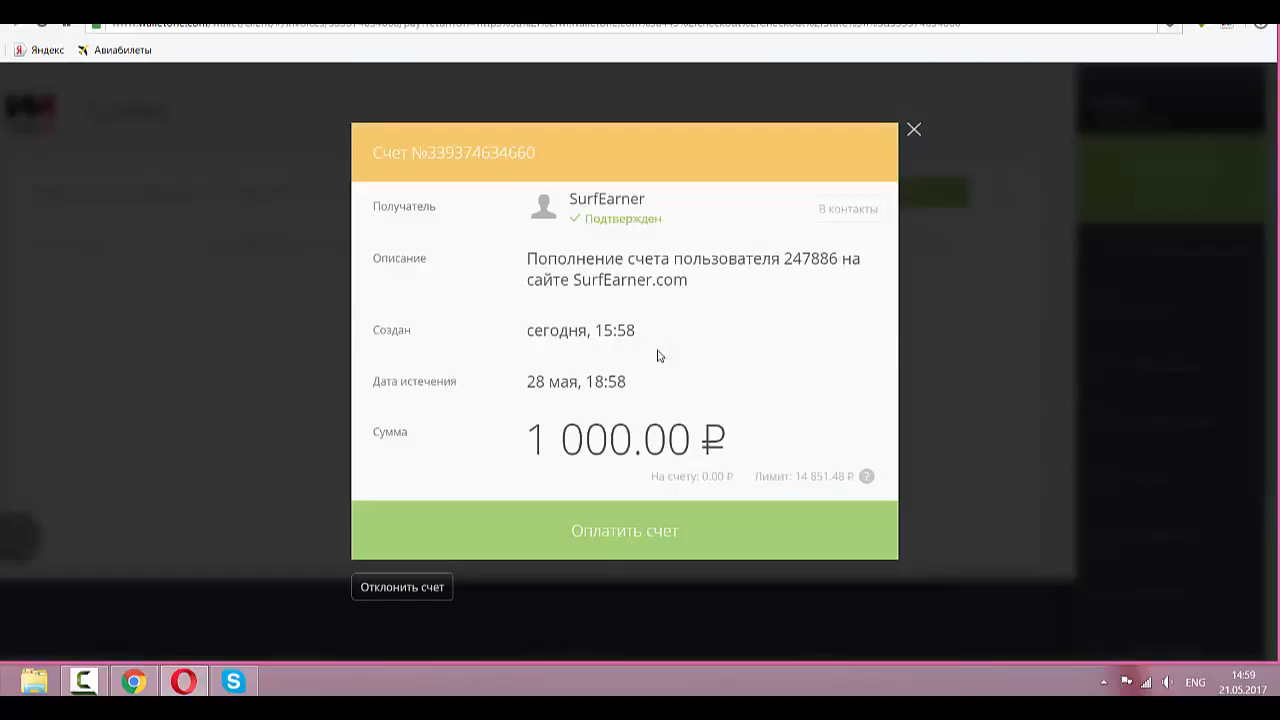 Яндекс
Авиабилеты
Счет №339374634660
Получатель
SurfEarner
Подтвержден
В контакты
Описание
Пополнение счета пользователя 247886 на
сайте SurfEarner.com
Создан
сегодня, 15:58
Дата истечения
28 мая, 18:58
Сумма
1 000.00 ₽
На счету: 0.00 ₽
Лимит: 14 851.48 ₽
?
Оплатить счет
Отклонить счет
ENG
14:59
21.05.2017